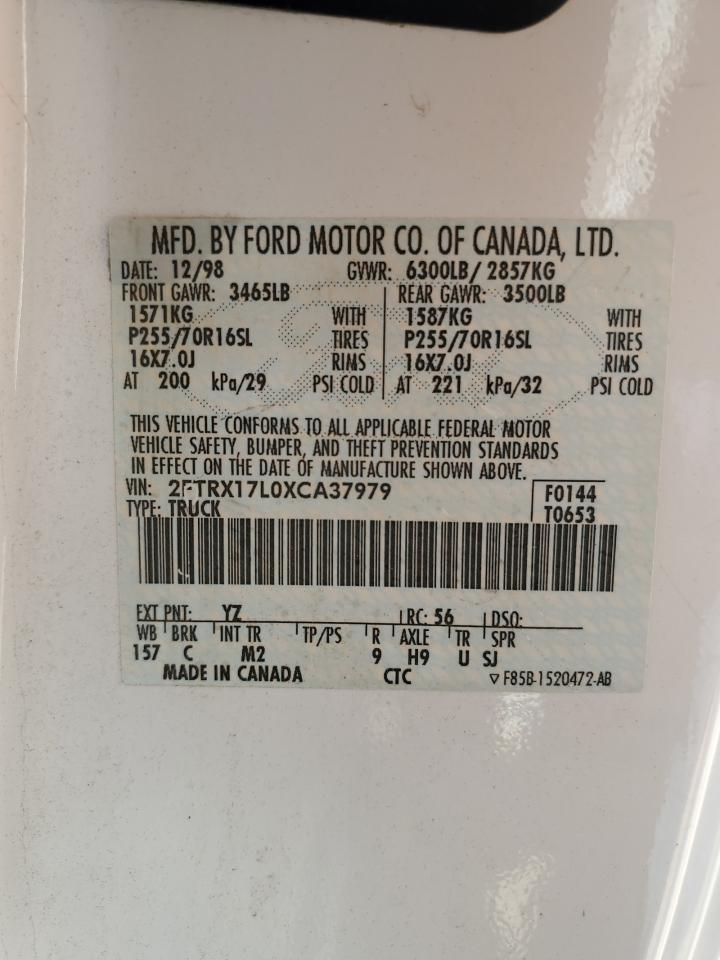 MFD. BY FORD MOTOR CO. OF CANADA, LTD.
DATE: 12/98 GVWR: 6300LB/ 2857KG
FRONT GAWR: 3465LB REAR GAWR: 3500LB
1571KG WITH 1587KG WITH
P255/70R16SL TIRES P255/70R16SL TIRES
16X7.0J RIMS 16X7.0J RIMS
AT 200 kPa/29 PSI COLD AT 221 kPa/32 PSI COLD
THIS VEHICLE CONFORMS TO ALL APPLICABLE FEDERAL MOTOR
VEHICLE SAFETY, BUMPER, AND THEFT PREVENTION STANDARDS
IN EFFECT ON THE DATE OF MANUFACTURE SHOWN ABOVE.
VIN: 2FTRX17L0XCA37979 F0144
TYPE: TRUCK T0653
EXT PNT: YZ RC: 56 DSO:
WB BRK INT TR TP/PS R AXLE TR SPR
157 C M2 9 H9 U SJ
MADE IN CANADA CTC ▽ F85B-1520472-AB